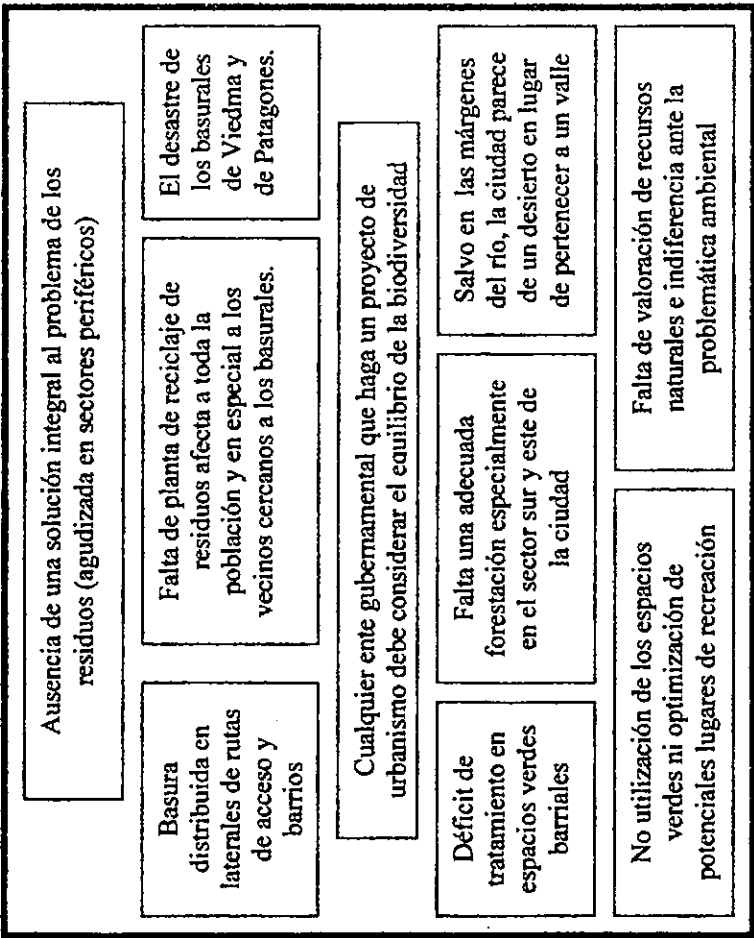 Ausencia de una solución integral al problema de los
residuos (agudizada en sectores periféricos)
Basura
distribuida en
laterales de rutas
de acceso y
barrios
Falta de planta de reciclaje de
residuos afecta a toda la
población y en especial a los
vecinos cercanos a los basurales.
El desastre de
los basurales
de Viedma y
de Patagones.
Cualquier ente gubernamental que haga un proyecto de
urbanismo debe considerar el equilibrio de la biodiversidad
Déficit de
tratamiento en
espacios verdes
barriales
Falta una adecuada
forestación especialmente
en el sector sur y este de
la ciudad
Salvo en las márgenes
del río, la ciudad parece
de un desierto en lugar
de pertenecer a un valle
No utilización de los espacios
verdes ni optimización de
potenciales lugares de recreación
Falta de valoración de recursos
naturales e indiferencia ante la
problemática ambiental